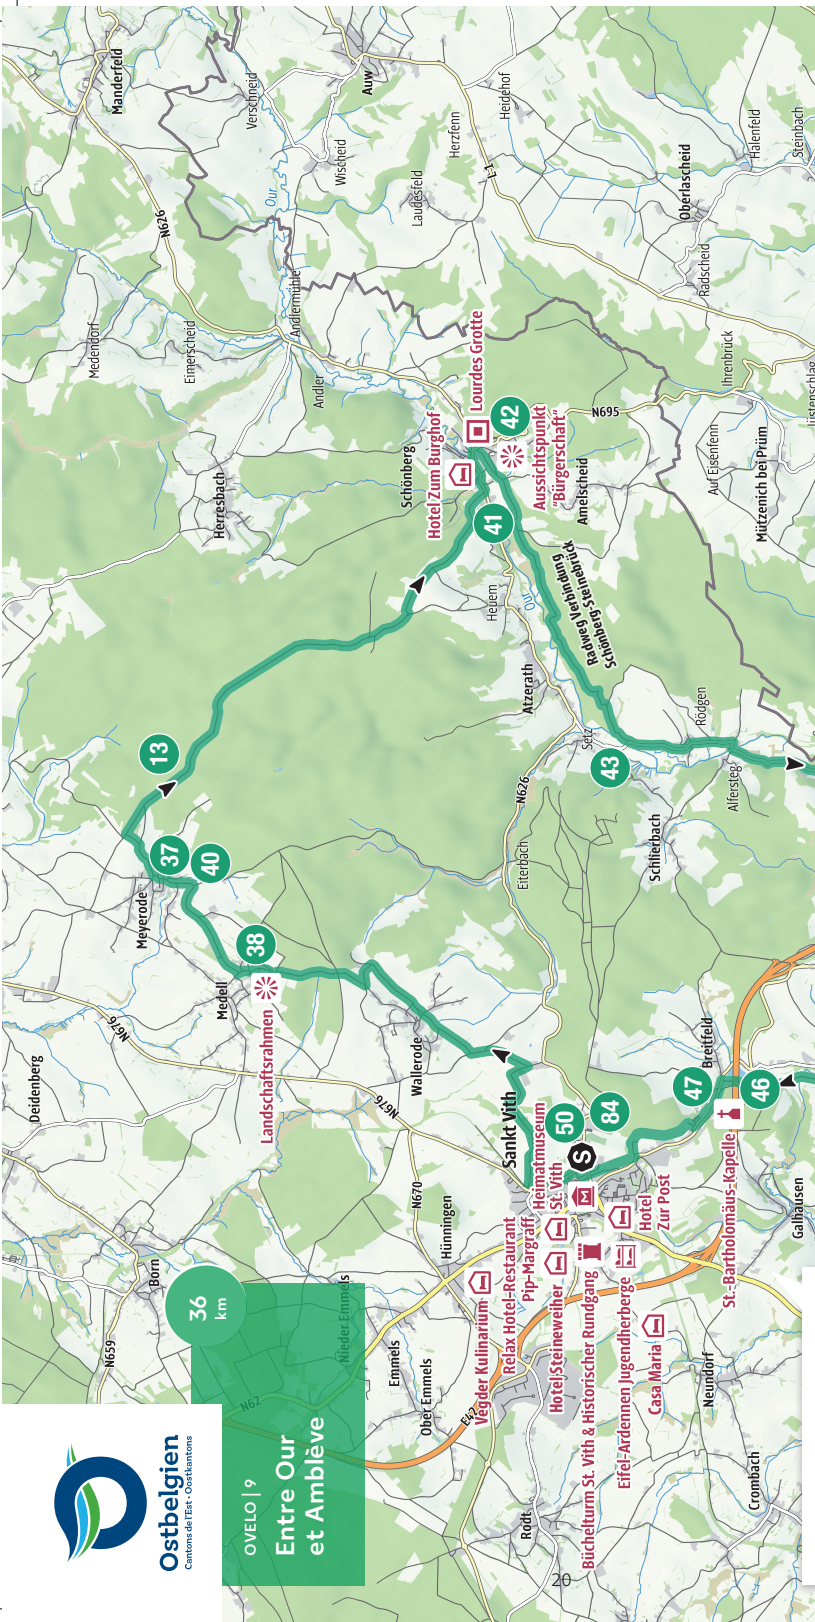 Ostbelgien
Cantons de l'Est • Oostkantons
OVELO | 9
Entre Our
et Amblève
36
km
Manderfeld
Verschneid
Auw
Heidehof
Herzfenn
Wischeid
Laudesfeld
Halenfeld
Steinbach
Oberlascheid
Radscheid
E 1
N626
Our
Medendorf
Eimerscheid
Andlermühle
Andler
Ihrenbrück
Herresbach
Schönberg
Hotel Zum Burghof
Lourdes Grotte
42
Aussichtspunkt
"Bürgerschaft"
N695
Amelscheid
Auf Eisenfenn
Mützenich bei Prüm
41
Heuem
Our
Radweg Verbindung
Schönberg-Steinebrück
Atzerath
Setz
43
Rödgen
Alfersteg
Schlierbach
N626
Eiterbach
13
37
40
Meyerode
38
Medell
Landschaftsrahmen
N676
Deidenberg
Wallerode
N676
Sankt Vith
Heimatmuseum
St. Vith
50
84
S
47
46
Breitfeld
St.-Bartholomäus-Kapelle
Galhausen
Hotel
Zur Post
N670
Hünningen
Born
N659
Nieder Emmels
Emmels
Ober Emmels
N62
E42
Vegder Kulinarium
Relax Hotel-Restaurant
Pip-Margraff
Hotel Steineweiher
Büchelturm St. Vith & Historischer Rundgang
Eifel-Ardennen Jugendherberge
Casa Maria
Neundorf
Crombach
Rodt
20